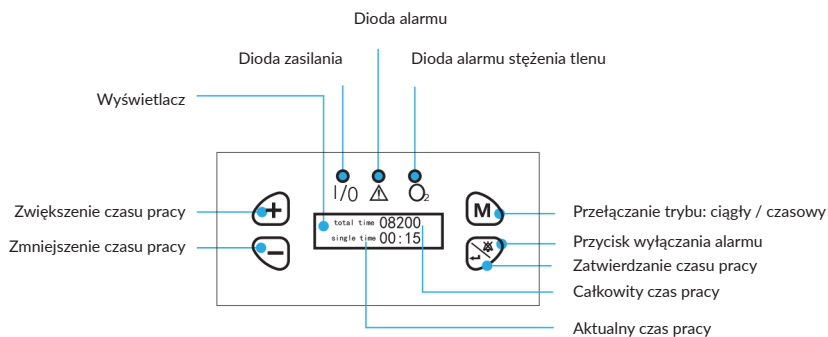 Dioda alarmu
Dioda zasilania
Dioda alarmu stężenia tlenu
Wyświetlacz
I/O
O₂
Zwiększenie czasu pracy
+
total time 08200
M
Przełączanie trybu: ciągły / czasowy
Zmniejszenie czasu pracy
−
single time 00:15
Przycisk wyłączania alarmu
Zatwierdzanie czasu pracy
Całkowity czas pracy
Aktualny czas pracy